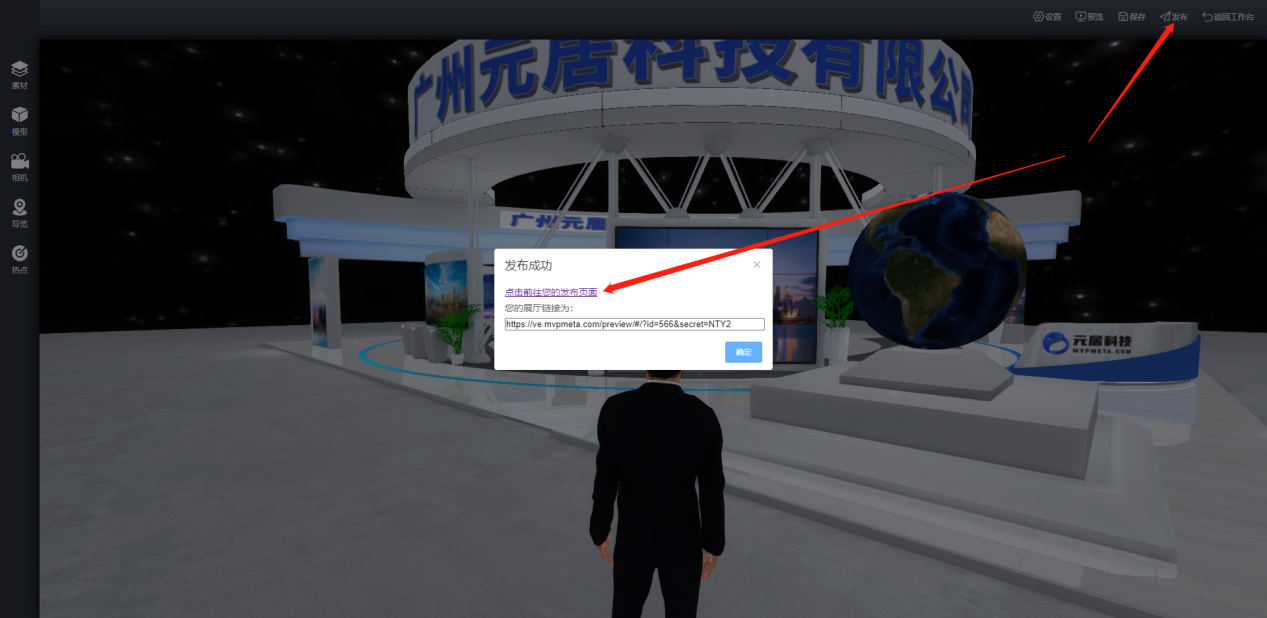 设置 预览 保存 发布 返回工作台
素材
模型
相机
导览
热点
广州元居科技有限公司
广州元居
发布成功
点击前往您的发布页面
您的展厅链接为:
https://ve.mvpmeta.com/preview/#/?id=566&secret=NTY2
确定
元居科技
MVPMETA.COM